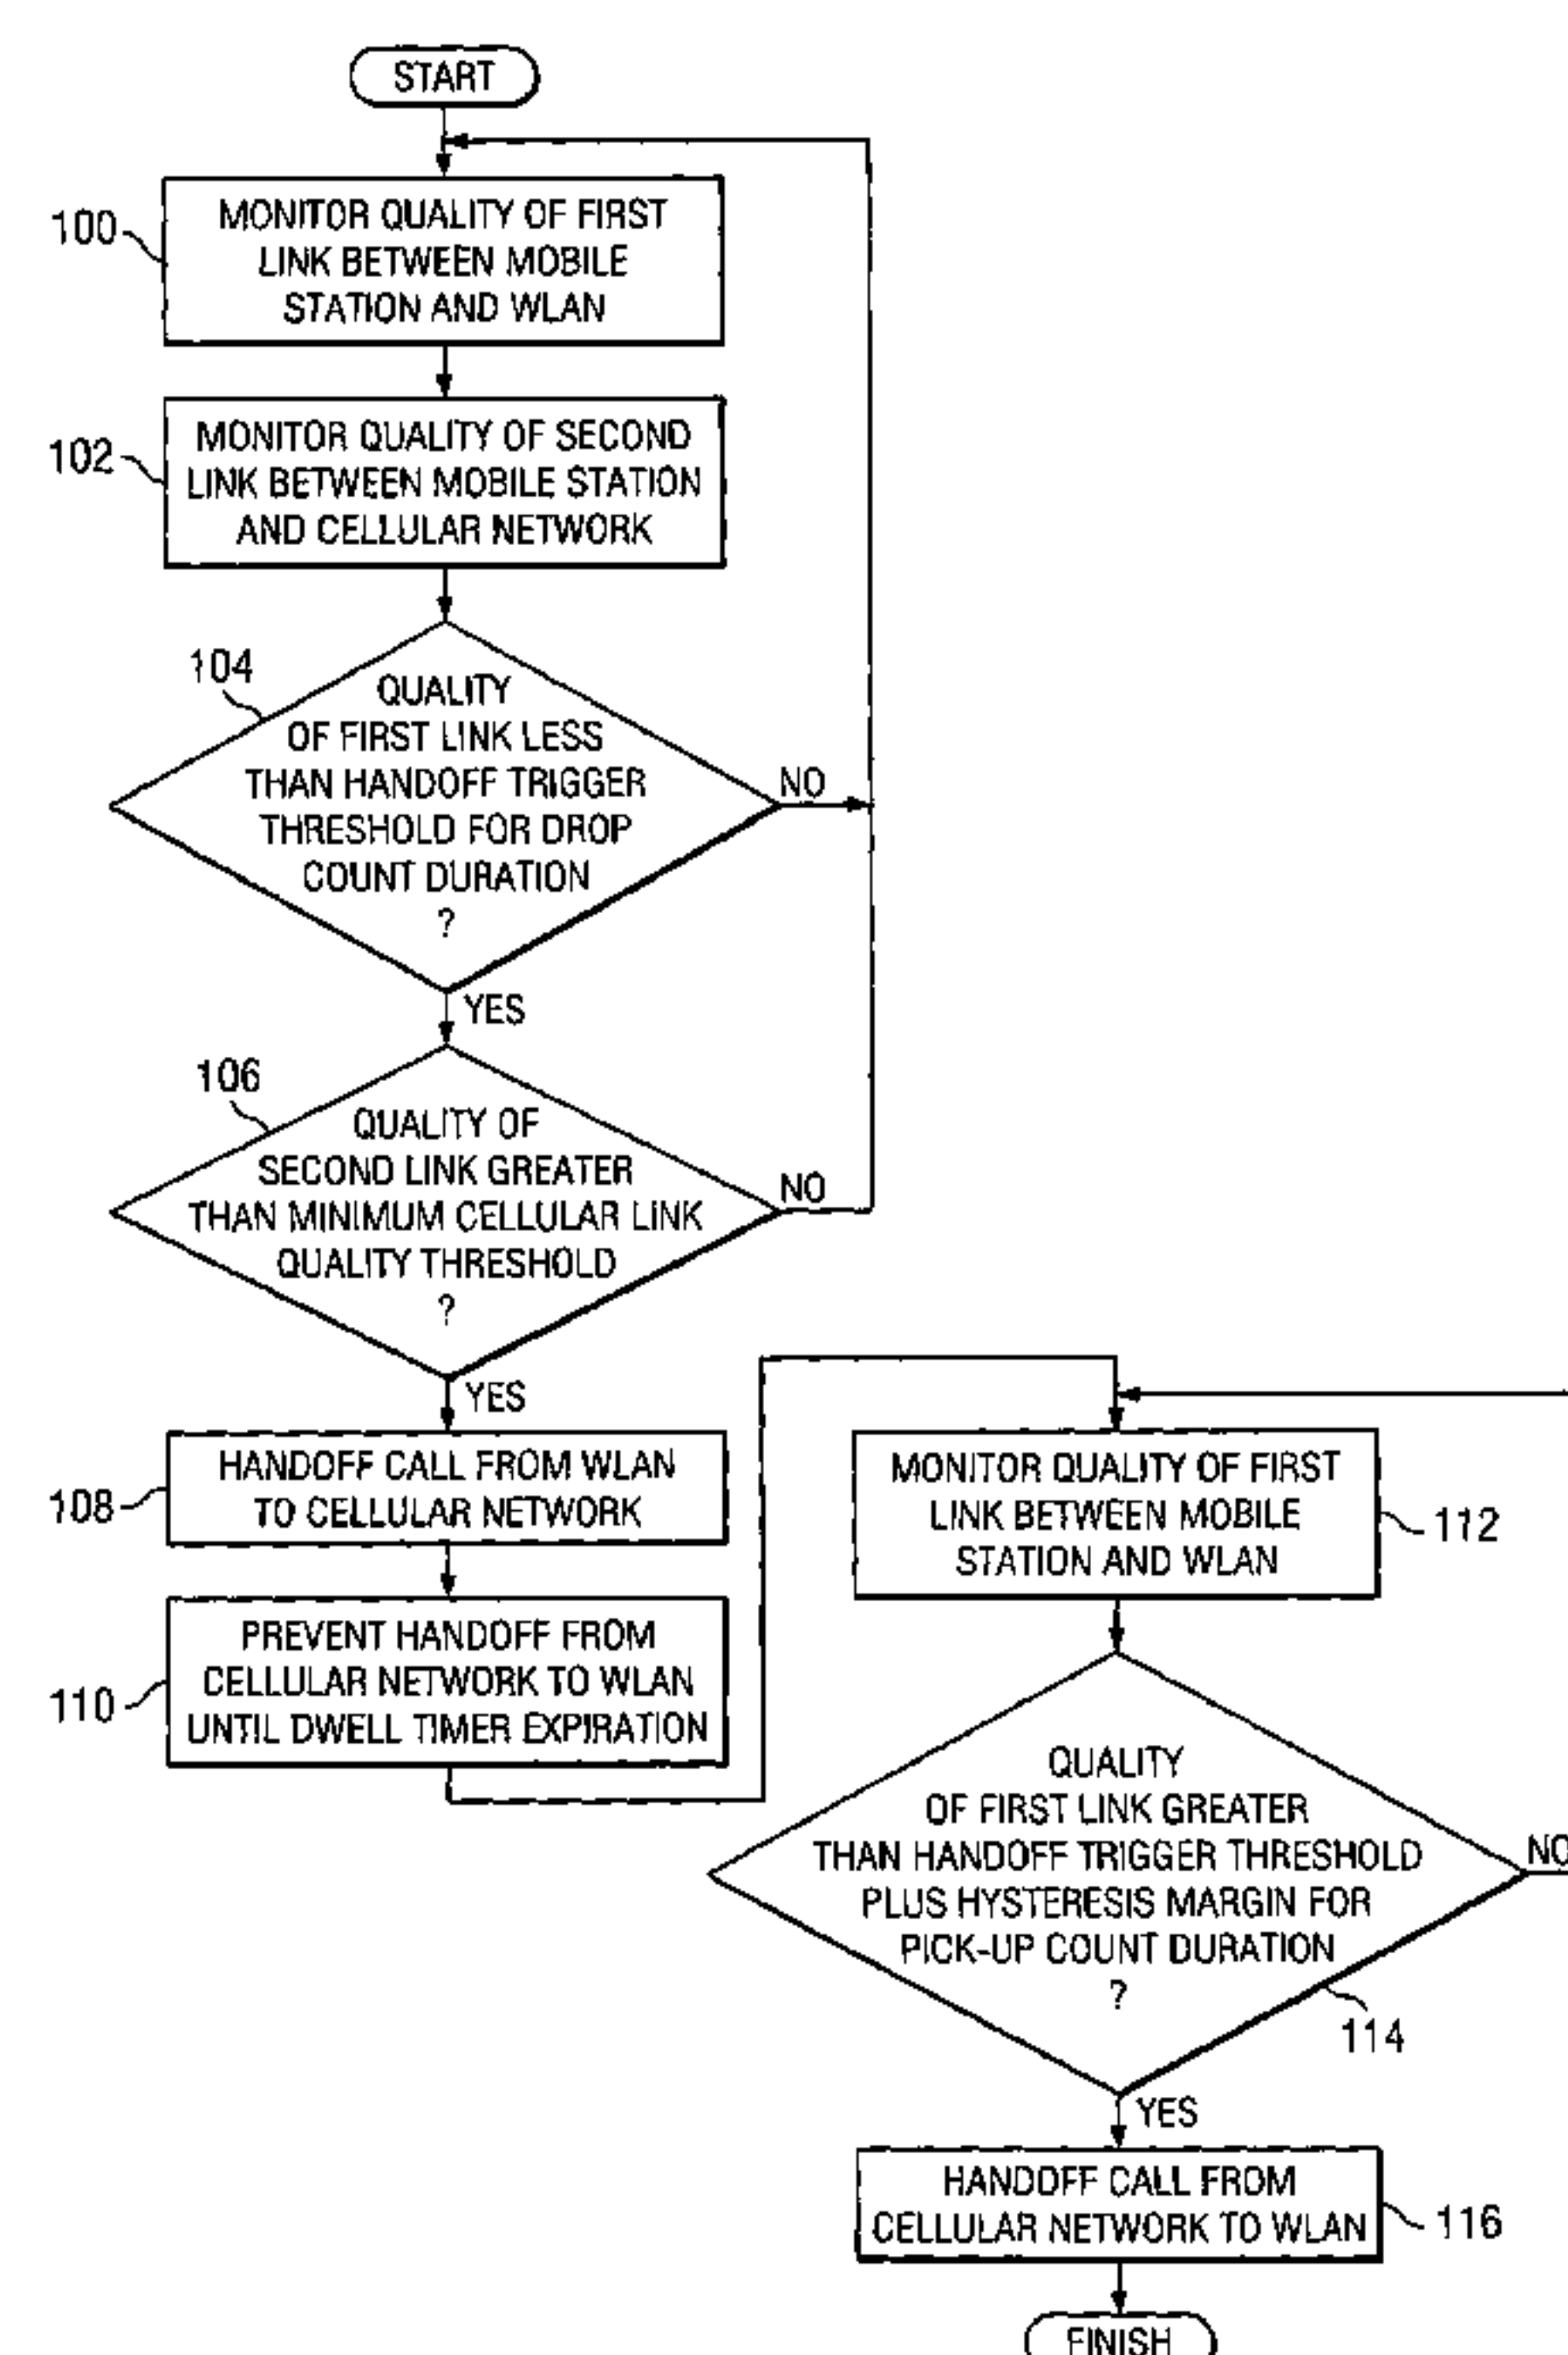 START
100
MONITOR QUALITY OF FIRST
LINK BETWEEN MOBILE
STATION AND WLAN
102
MONITOR QUALITY OF SECOND
LINK BETWEEN MOBILE STATION
AND CELLULAR NETWORK
104
QUALITY
OF FIRST LINK LESS
THAN HANDOFF TRIGGER
THRESHOLD FOR DROP
COUNT DURATION
?
NO
YES
106
QUALITY OF
SECOND LINK GREATER
THAN MINIMUM CELLULAR LINK
QUALITY THRESHOLD
?
NO
YES
108
HANDOFF CALL FROM WLAN
TO CELLULAR NETWORK
110
PREVENT HANDOFF FROM
CELLULAR NETWORK TO WLAN
UNTIL DWELL TIMER EXPIRATION
MONITOR QUALITY OF FIRST
LINK BETWEEN MOBILE
STATION AND WLAN
112
QUALITY
OF FIRST LINK GREATER
THAN HANDOFF TRIGGER THRESHOLD
PLUS HYSTERESIS MARGIN FOR
PICK-UP COUNT DURATION
?
NO
114
YES
HANDOFF CALL FROM
CELLULAR NETWORK TO WLAN
116
FINISH